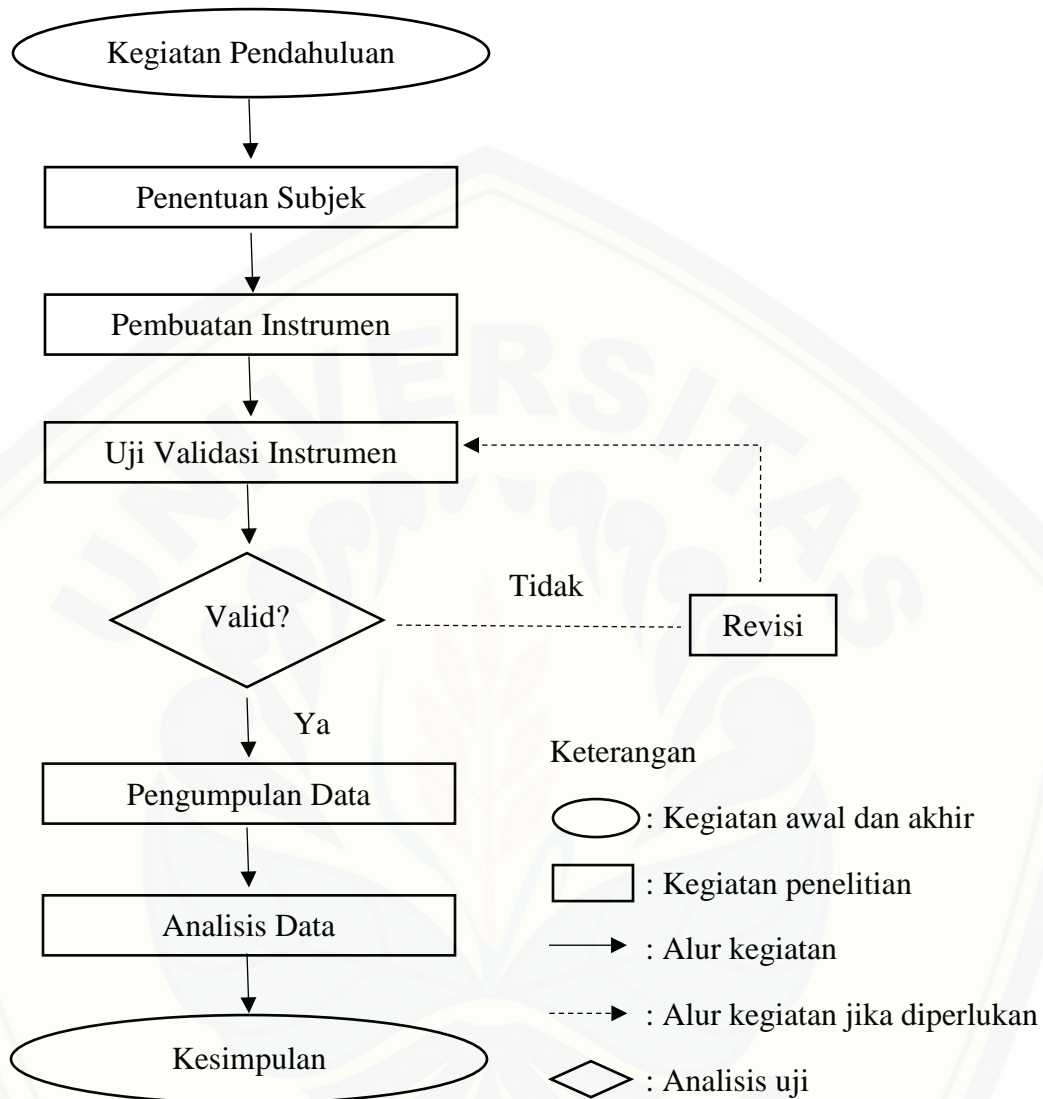 Kegiatan Pendahuluan
Penentuan Subjek
Pembuatan Instrumen
Uji Validasi Instrumen
Valid?
Tidak
Revisi
Ya
Pengumpulan Data
Analisis Data
Kesimpulan
Keterangan
: Kegiatan awal dan akhir
: Kegiatan penelitian
: Alur kegiatan
: Alur kegiatan jika diperlukan
: Analisis uji
UNIVERSITAS